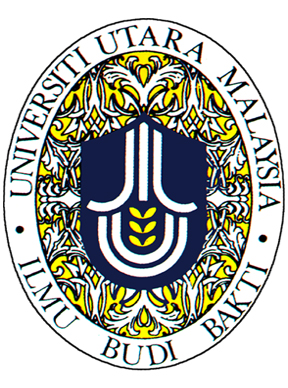 UNIVERSITI UTARA MALAYSIA
ILMU BUDI BAKTI